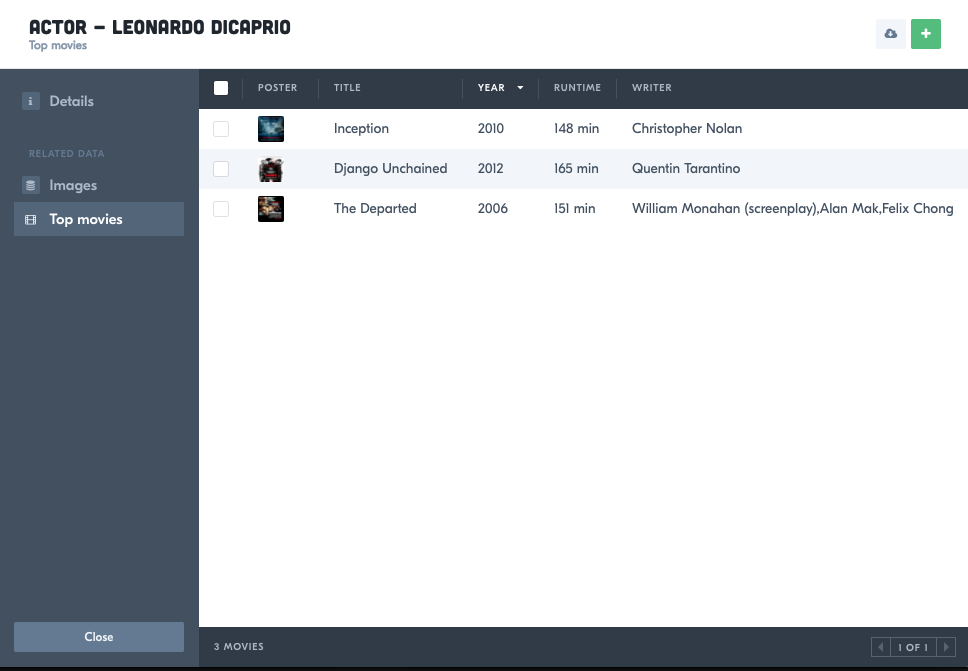 ACTOR – LEONARDO DICAPRIO
Top movies
Details
RELATED DATA
Images
Top movies
Close
POSTER TITLE YEAR RUNTIME WRITER
Inception 2010 148 min Christopher Nolan
Django Unchained 2012 165 min Quentin Tarantino
The Departed 2006 151 min William Monahan (screenplay),Alan Mak,Felix Chong
3 MOVIES
1 OF 1